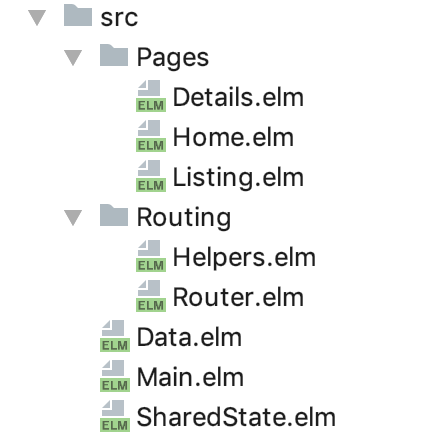 src
Pages
ELM Details.elm
ELM Home.elm
ELM Listing.elm
Routing
ELM Helpers.elm
ELM Router.elm
ELM Data.elm
ELM Main.elm
ELM SharedState.elm